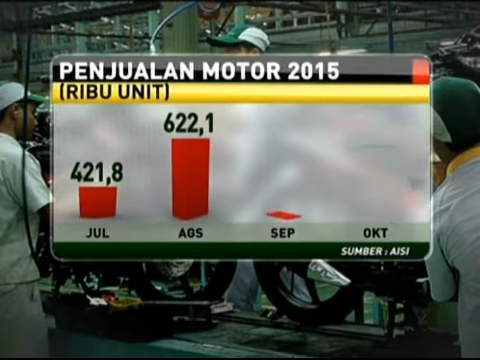 PENJUALAN MOTOR 2015
(RIBU UNIT)
622,1
421,8
JUL AGS SEP OKT
SUMBER : AISI